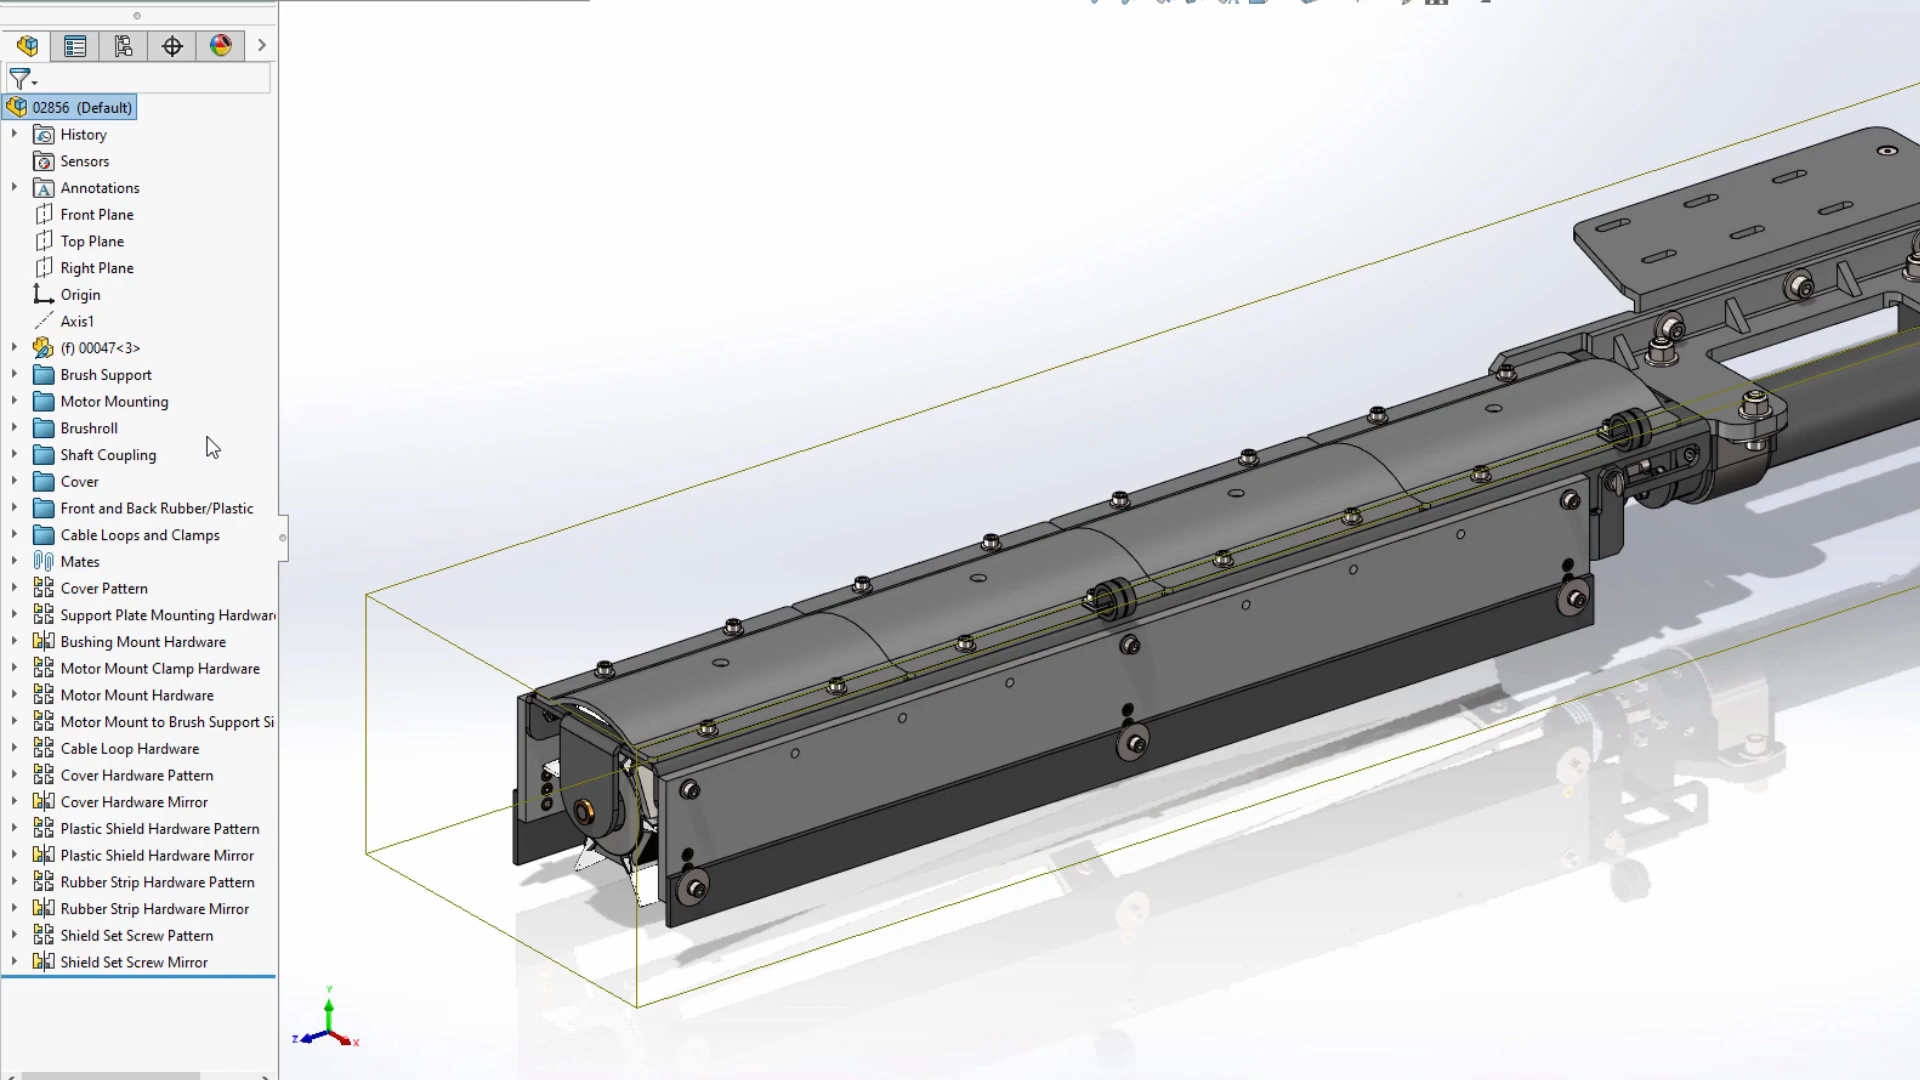 02856 (Default)
History
Sensors
Annotations
Front Plane
Top Plane
Right Plane
Origin
Axis1
(f) 00047<3>
Brush Support
Motor Mounting
Brushroll
Shaft Coupling
Cover
Front and Back Rubber/Plastic
Cable Loops and Clamps
Mates
Cover Pattern
Support Plate Mounting Hardwar
Bushing Mount Hardware
Motor Mount Clamp Hardware
Motor Mount Hardware
Motor Mount to Brush Support Si
Cable Loop Hardware
Cover Hardware Pattern
Cover Hardware Mirror
Plastic Shield Hardware Pattern
Plastic Shield Hardware Mirror
Rubber Strip Hardware Pattern
Rubber Strip Hardware Mirror
Shield Set Screw Pattern
Shield Set Screw Mirror
Y
Z
X